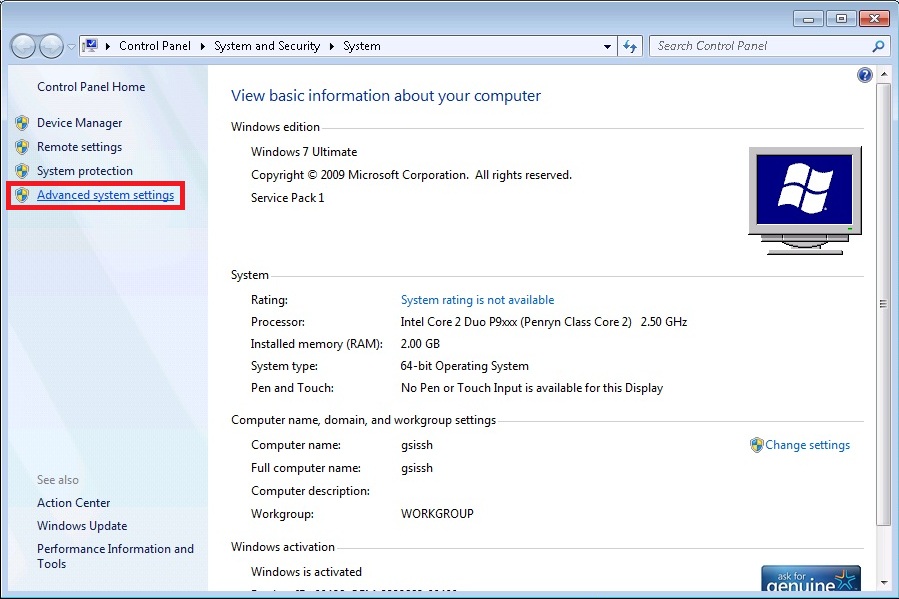 Control Panel ▸ System and Security ▸ System
Search Control Panel
Control Panel Home
Device Manager
Remote settings
System protection
Advanced system settings
See also
Action Center
Windows Update
Performance Information and
Tools
View basic information about your computer
Windows edition
Windows 7 Ultimate
Copyright © 2009 Microsoft Corporation. All rights reserved.
Service Pack 1
System
Rating: System rating is not available
Processor: Intel Core 2 Duo P9xxx (Penryn Class Core 2) 2.50 GHz
Installed memory (RAM): 2.00 GB
System type: 64-bit Operating System
Pen and Touch: No Pen or Touch Input is available for this Display
Computer name, domain, and workgroup settings
Computer name: gsissh
Change settings
Full computer name: gsissh
Computer description:
Workgroup: WORKGROUP
Windows activation
Windows is activated
ask for
genuine